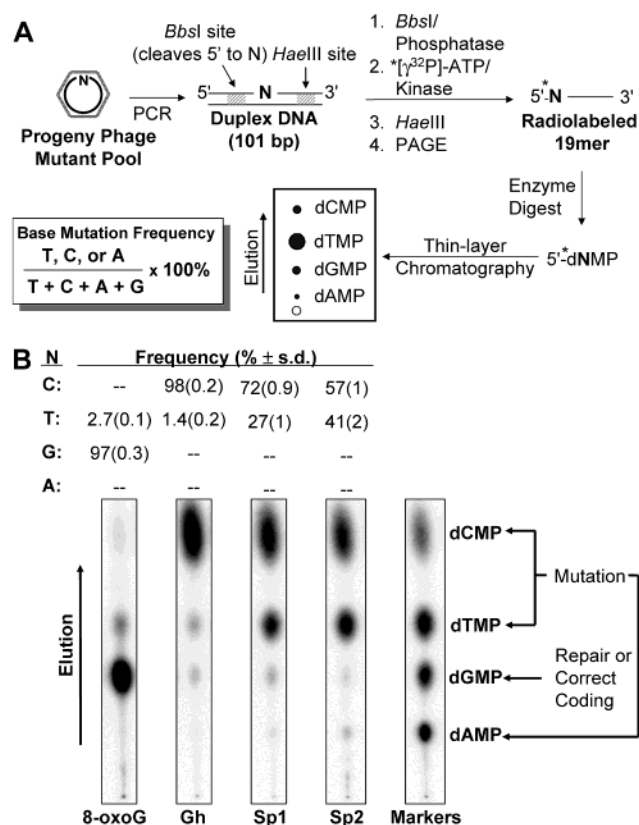 A
BbsI site
(cleaves 5' to N) HaeIII site
N
5' N 3'
PCR
Duplex DNA
(101 bp)
Progeny Phage
Mutant Pool
1. BbsI/
Phosphatase
2. *[γ32P]-ATP/
Kinase
3. HaeIII
4. PAGE
*
5'-N 3'
Radiolabeled
19mer
Enzyme
Digest
5'-*dNMP
Thin-layer
Chromatography
Elution
dCMP
dTMP
dGMP
dAMP
Base Mutation Frequency
T, C, or A
T + C + A + G
x 100%
B
N Frequency (% ± s.d.)
C: -- 98(0.2) 72(0.9) 57(1)
T: 2.7(0.1) 1.4(0.2) 27(1) 41(2)
G: 97(0.3) -- -- --
A: -- -- -- --
Elution
dCMP
dTMP
dGMP
dAMP
Mutation
Repair or
Correct
Coding
8-oxoG Gh Sp1 Sp2 Markers